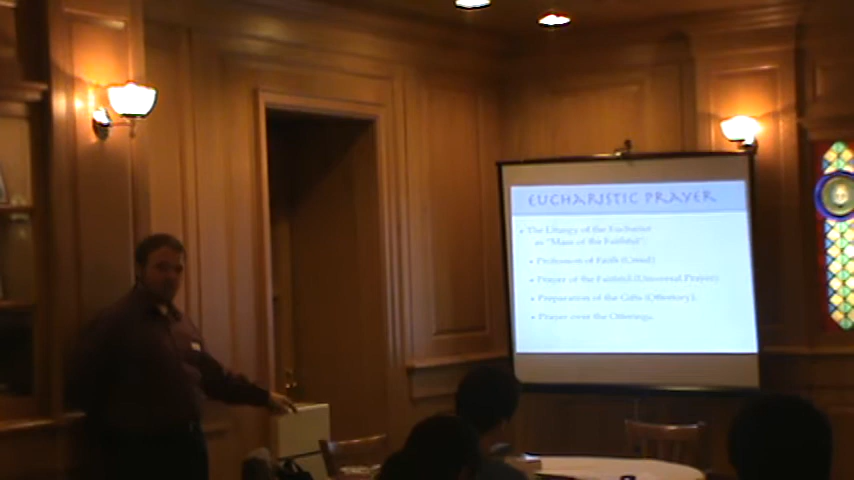 EUCHARISTIC PRAYER
• The Liturgy of the Eucharist
as "Mass of the Faithful":
• Profession of Faith (Creed)
• Prayer of the Faithful (Universal Prayer)
• Preparation of the Gifts (Offertory)
• Prayer over the Offerings